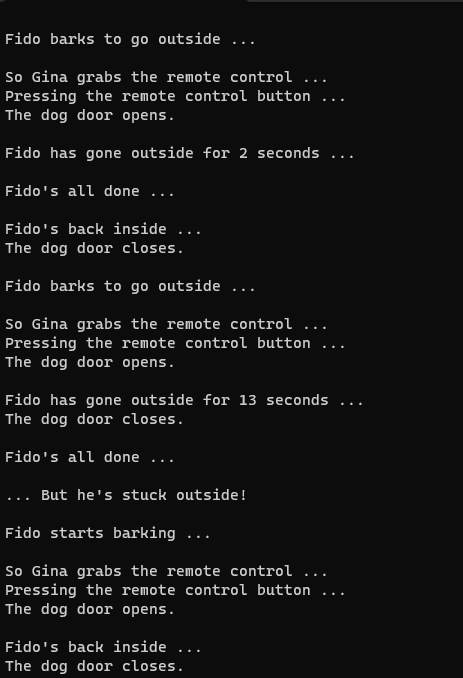 Fido barks to go outside ...
So Gina grabs the remote control ...
Pressing the remote control button ...
The dog door opens.
Fido has gone outside for 2 seconds ...
Fido's all done ...
Fido's back inside ...
The dog door closes.
Fido barks to go outside ...
So Gina grabs the remote control ...
Pressing the remote control button ...
The dog door opens.
Fido has gone outside for 13 seconds ...
The dog door closes.
Fido's all done ...
... But he's stuck outside!
Fido starts barking ...
So Gina grabs the remote control ...
Pressing the remote control button ...
The dog door opens.
Fido's back inside ...
The dog door closes.